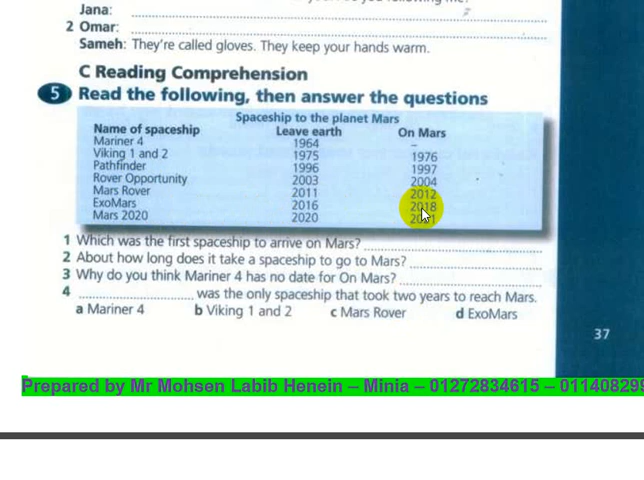 Jana:
2 Omar:
Sameh: They're called gloves. They keep your hands warm.
C Reading Comprehension
5 Read the following, then answer the questions
Spaceship to the planet Mars
Name of spaceship Leave earth On Mars
Mariner 4 1964 –
Viking 1 and 2 1975 1976
Pathfinder 1996 1997
Rover Opportunity 2003 2004
Mars Rover 2011 2012
ExoMars 2016 2018
Mars 2020 2020
1 Which was the first spaceship to arrive on Mars?
2 About how long does it take a spaceship to go to Mars?
3 Why do you think Mariner 4 has no date for On Mars?
4 was the only spaceship that took two years to reach Mars.
a Mariner 4 b Viking 1 and 2 c Mars Rover d ExoMars
37
Prepared by Mr Mohsen Labib Henein – Minia – 01272834615 – 011408299